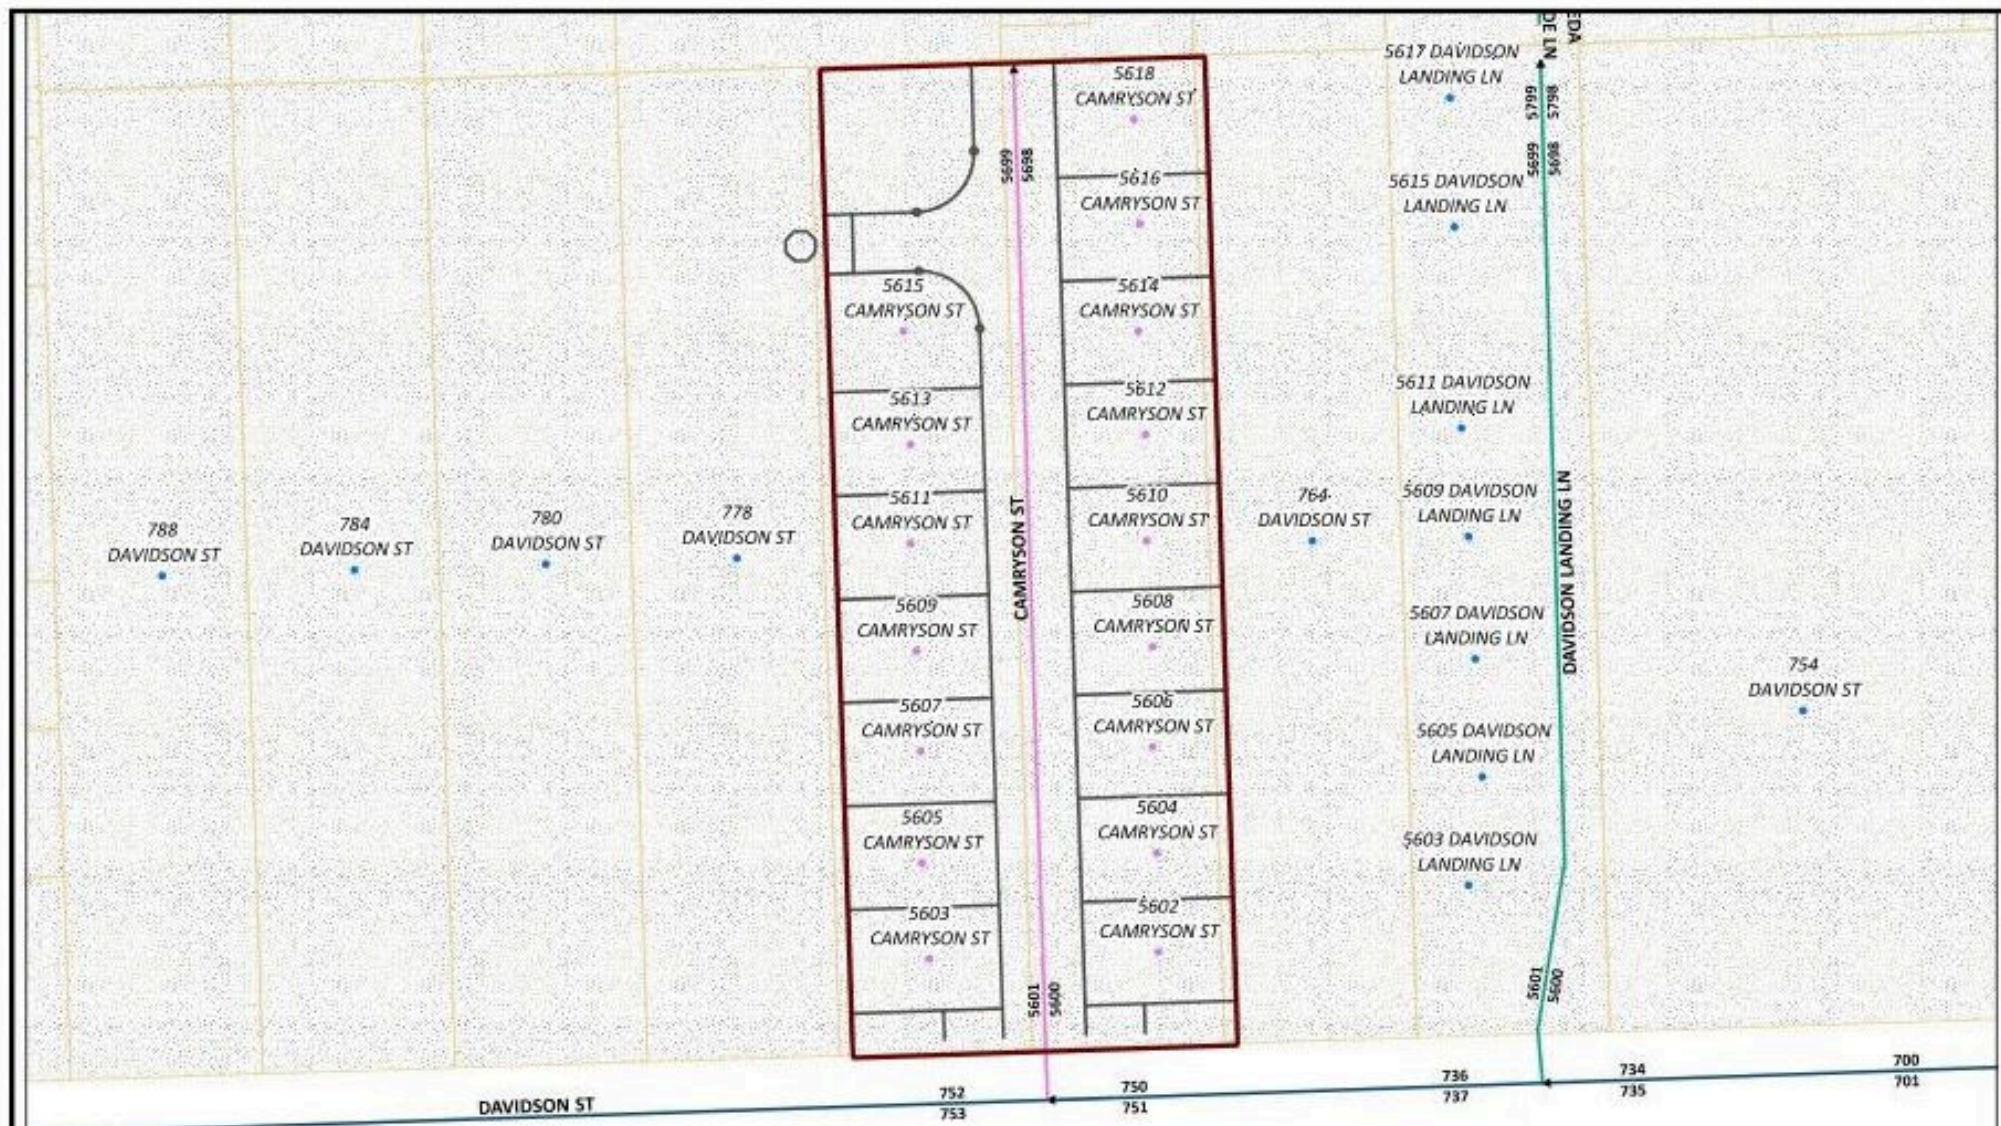 5617 DAVIDSON
LANDING LN
DE LN
EDA
5799
5798
5699
5698
5615 DAVIDSON
LANDING LN
5611 DAVIDSON
LANDING LN
5609 DAVIDSON
LANDING LN
5607 DAVIDSON
LANDING LN
5605 DAVIDSON
LANDING LN
5603 DAVIDSON
LANDING LN
DAVIDSON LANDING LN
5601
5600
5618
CAMRYSON ST
5616
CAMRYSON ST
5614
CAMRYSON ST
5612
CAMRYSON ST
5610
CAMRYSON ST
5608
CAMRYSON ST
5606
CAMRYSON ST
5604
CAMRYSON ST
5602
CAMRYSON ST
5699
5698
CAMRYSON ST
5601
5600
5615
CAMRYSON ST
5613
CAMRYSON ST
5611
CAMRYSON ST
5609
CAMRYSON ST
5607
CAMRYSON ST
5605
CAMRYSON ST
5603
CAMRYSON ST
788
DAVIDSON ST
784
DAVIDSON ST
780
DAVIDSON ST
778
DAVIDSON ST
764
DAVIDSON ST
754
DAVIDSON ST
DAVIDSON ST
752
753
750
751
736
737
734
735
700
701